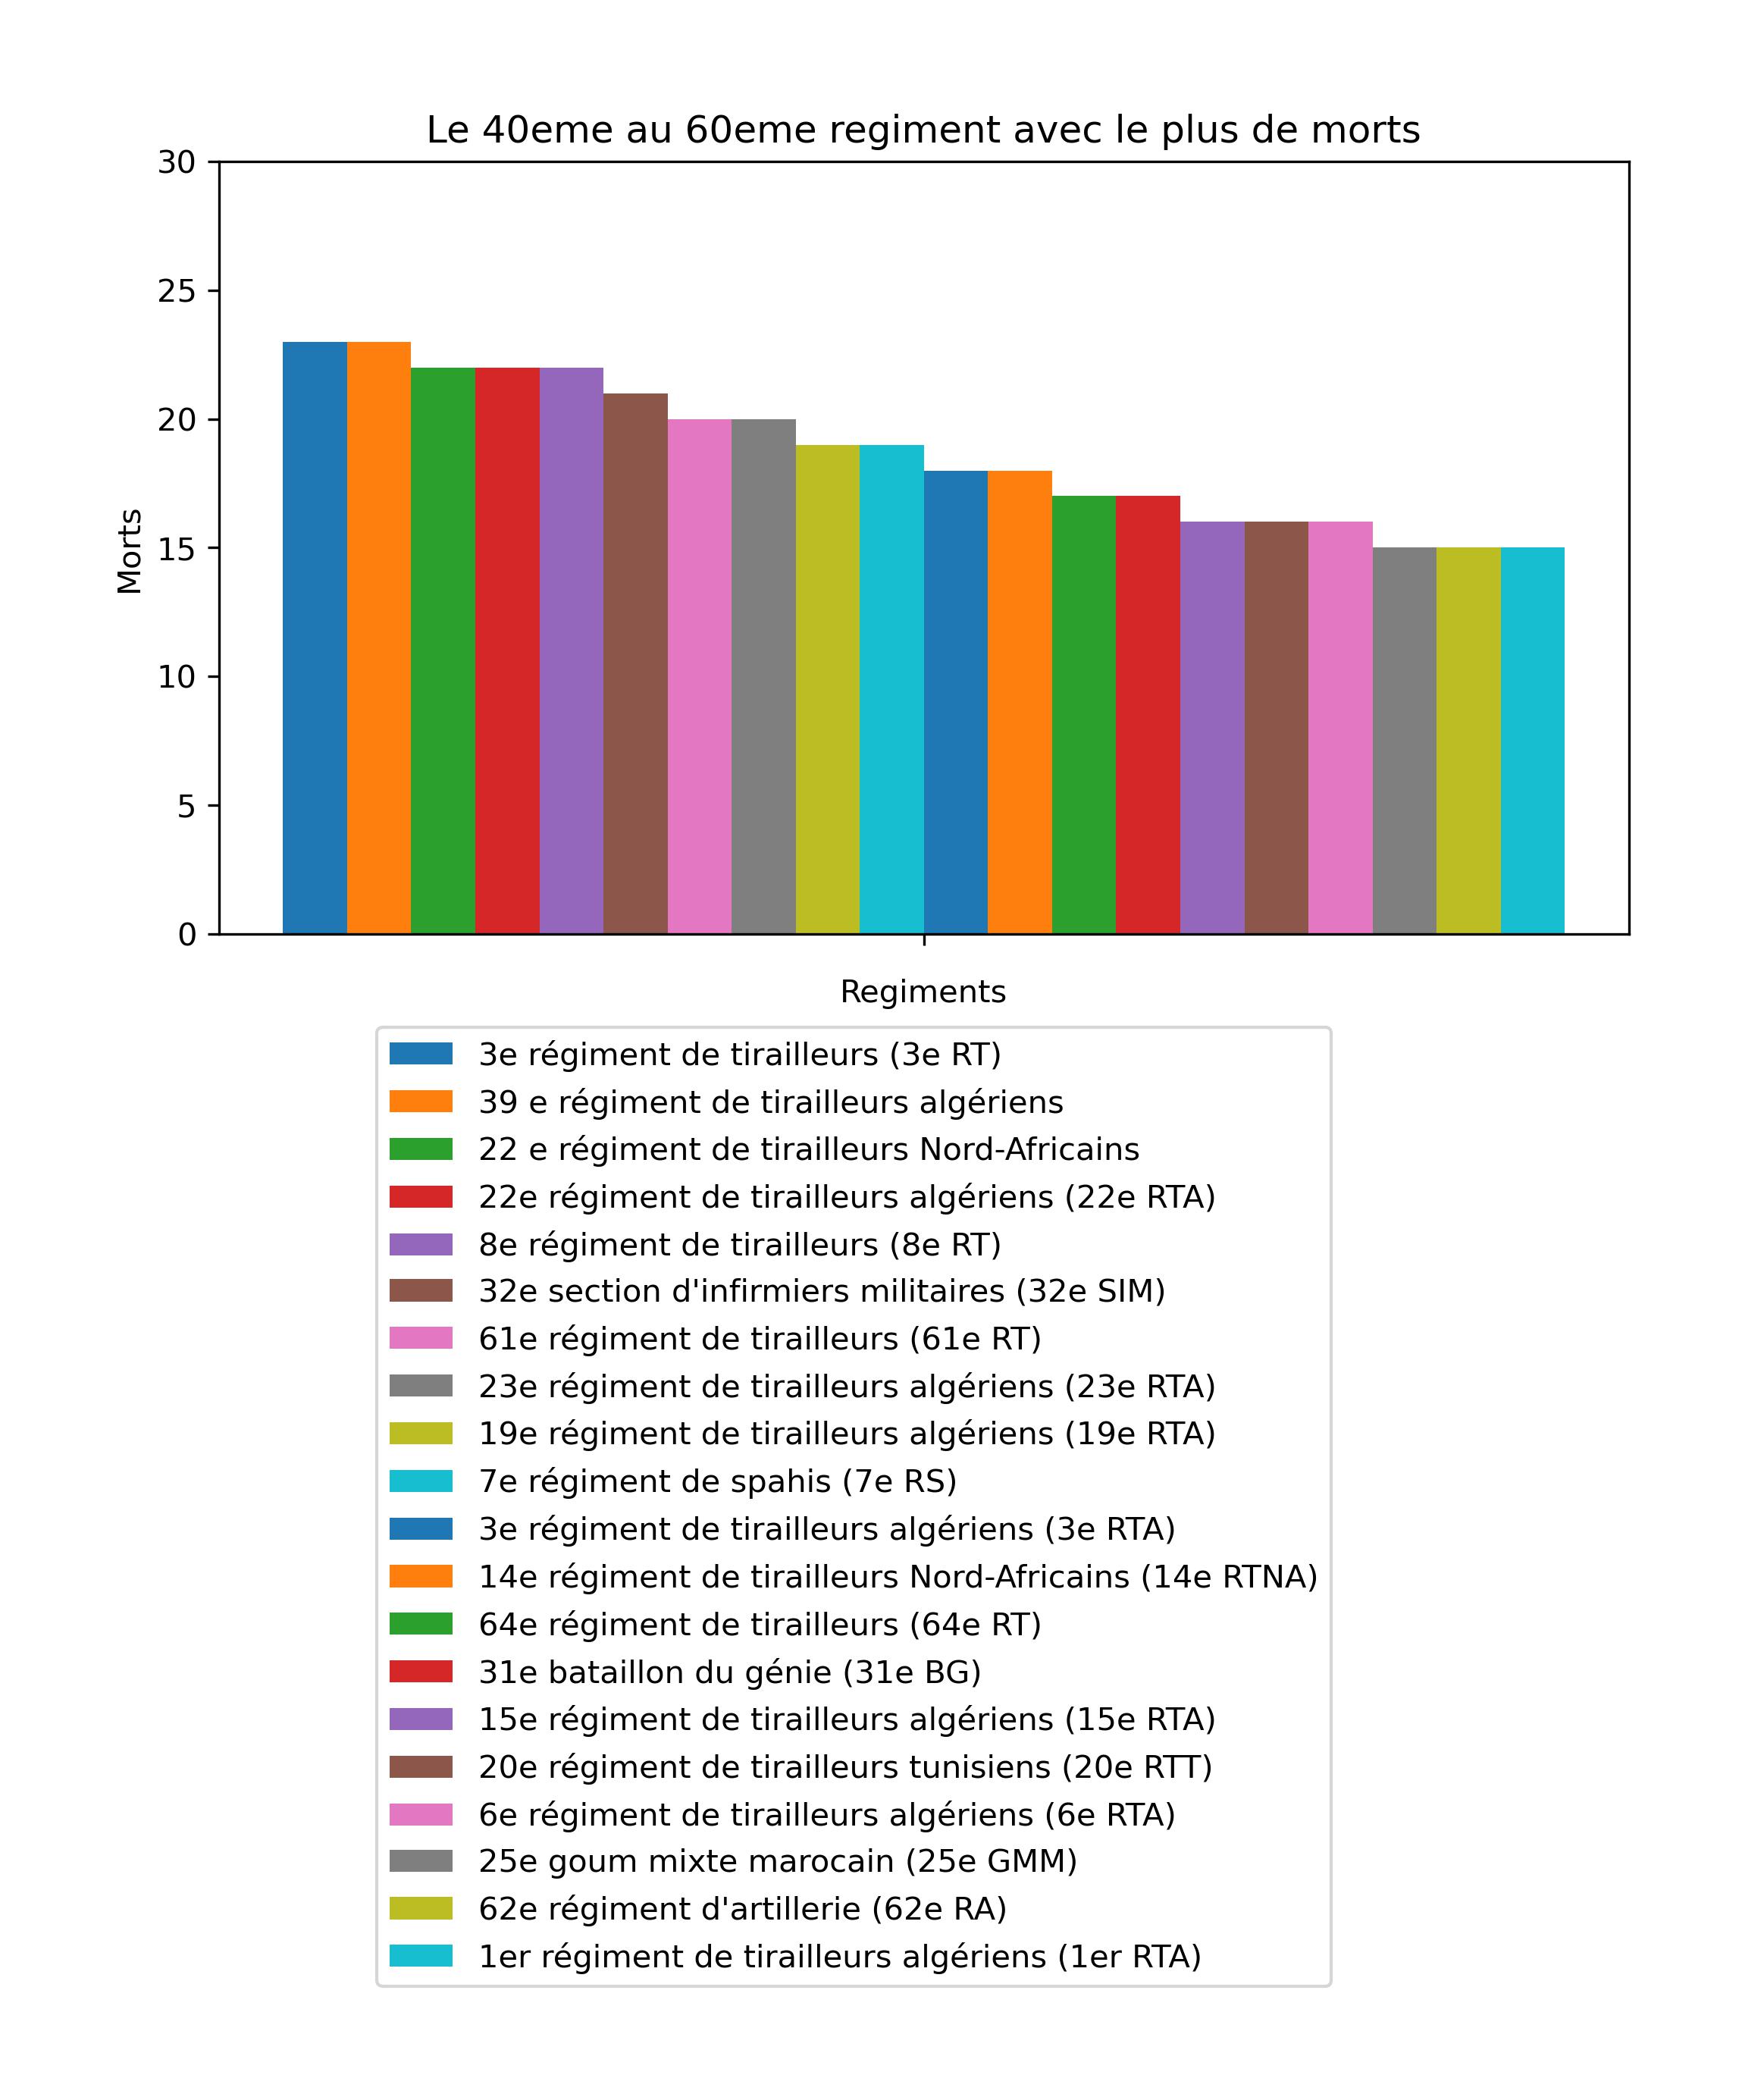 Le 40eme au 60eme regiment avec le plus de morts
30
25
20
15
10
5
0
Morts
Regiments
3e régiment de tirailleurs (3e RT)
39 e régiment de tirailleurs algériens
22 e régiment de tirailleurs Nord-Africains
22e régiment de tirailleurs algériens (22e RTA)
8e régiment de tirailleurs (8e RT)
32e section d'infirmiers militaires (32e SIM)
61e régiment de tirailleurs (61e RT)
23e régiment de tirailleurs algériens (23e RTA)
19e régiment de tirailleurs algériens (19e RTA)
7e régiment de spahis (7e RS)
3e régiment de tirailleurs algériens (3e RTA)
14e régiment de tirailleurs Nord-Africains (14e RTNA)
64e régiment de tirailleurs (64e RT)
31e bataillon du génie (31e BG)
15e régiment de tirailleurs algériens (15e RTA)
20e régiment de tirailleurs tunisiens (20e RTT)
6e régiment de tirailleurs algériens (6e RTA)
25e goum mixte marocain (25e GMM)
62e régiment d'artillerie (62e RA)
1er régiment de tirailleurs algériens (1er RTA)